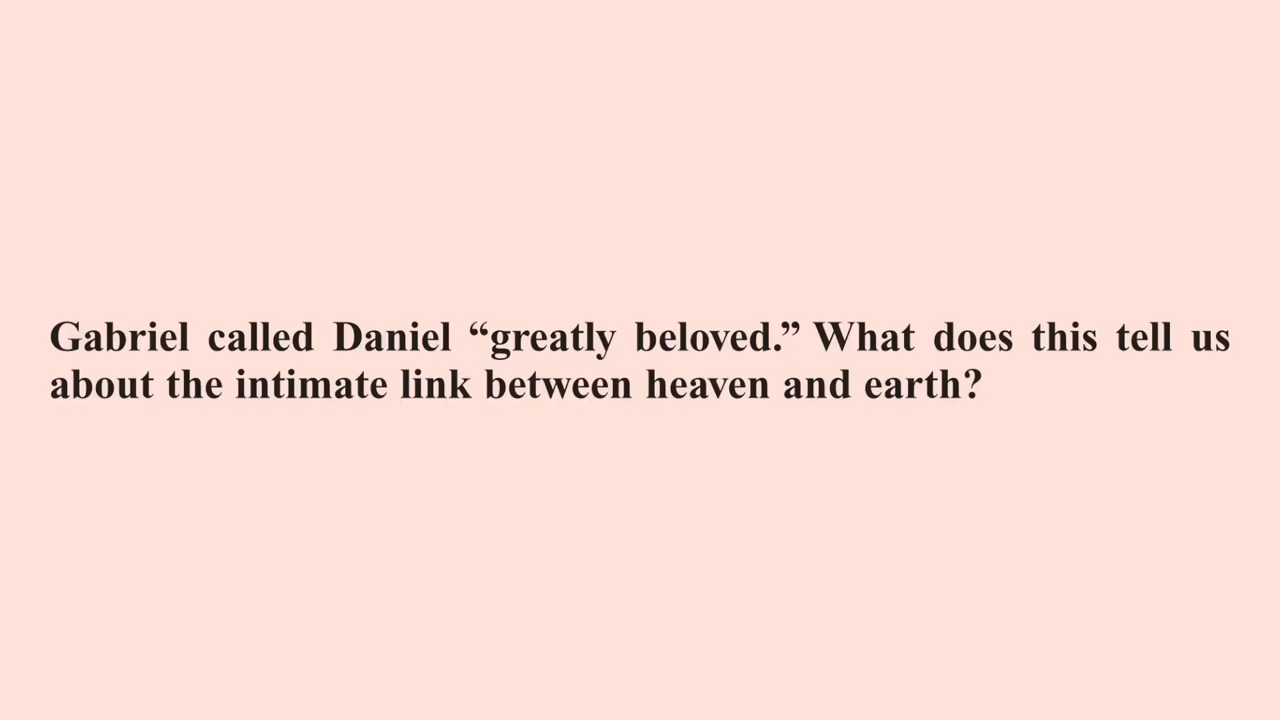 Gabriel called Daniel “greatly beloved.” What does this tell us
about the intimate link between heaven and earth?